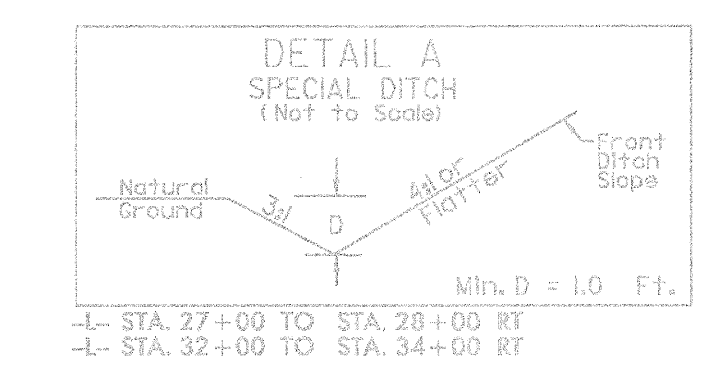 DETAIL A
SPECIAL DITCH
(Not to Scale)
Natural
Ground
3:1
D
4:1 or
Flatter
Front
Ditch
Slope
Min. D = 1.0 Ft.
-L- STA. 27+00 TO STA. 28+00 RT
-L- STA. 32+00 TO STA. 34+00 RT